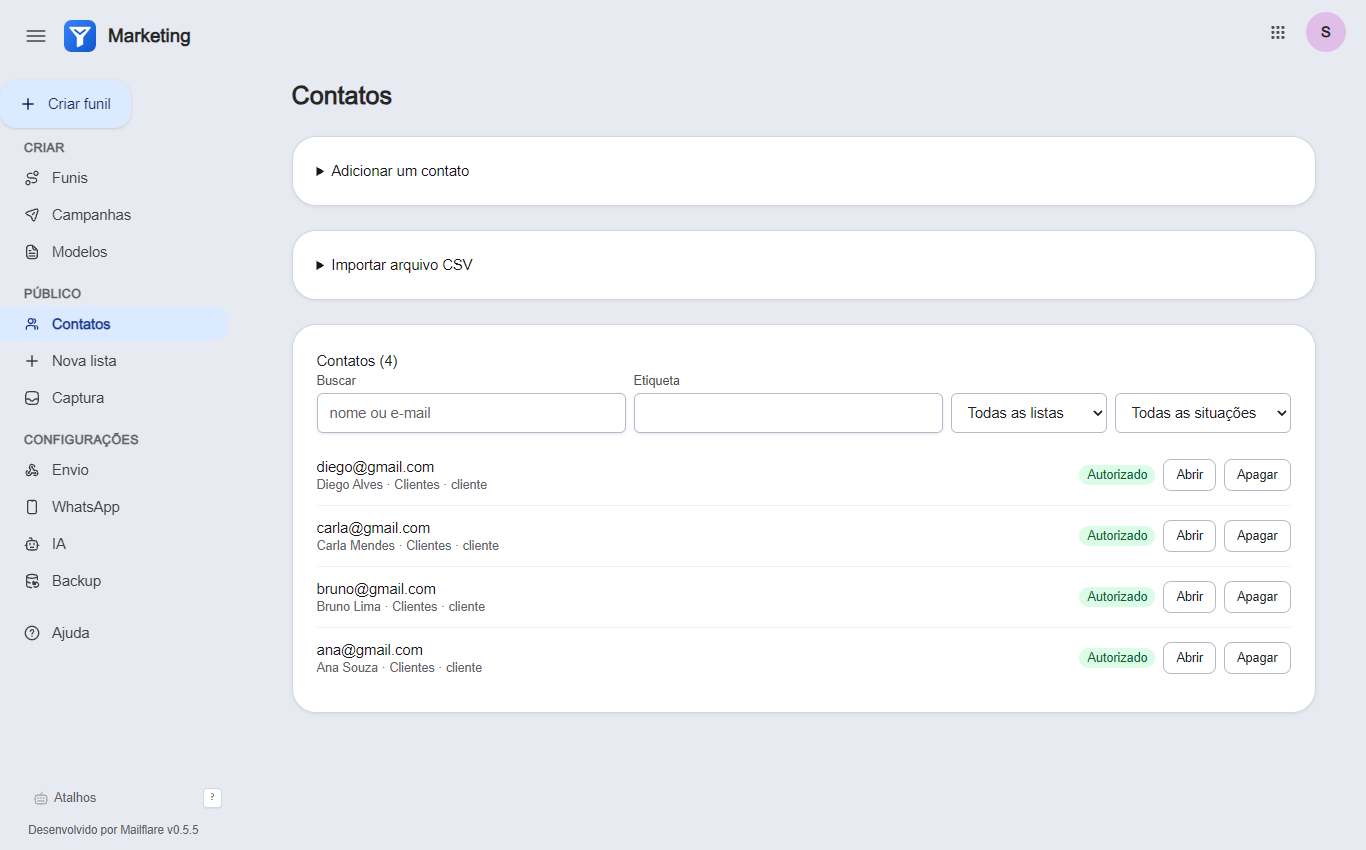 Marketing
S
Criar funil
CRIAR
Funis
Campanhas
Modelos
PÚBLICO
Contatos
Nova lista
Captura
CONFIGURAÇÕES
Envio
WhatsApp
IA
Backup
Ajuda
Atalhos ?
Desenvolvido por Mailflare v0.5.5
Contatos
Adicionar um contato
Importar arquivo CSV
Contatos (4)
Buscar Etiqueta
nome ou e-mail Todas as listas Todas as situações
diego@gmail.com
Diego Alves · Clientes · cliente
Autorizado Abrir Apagar
carla@gmail.com
Carla Mendes · Clientes · cliente
Autorizado Abrir Apagar
bruno@gmail.com
Bruno Lima · Clientes · cliente
Autorizado Abrir Apagar
ana@gmail.com
Ana Souza · Clientes · cliente
Autorizado Abrir Apagar